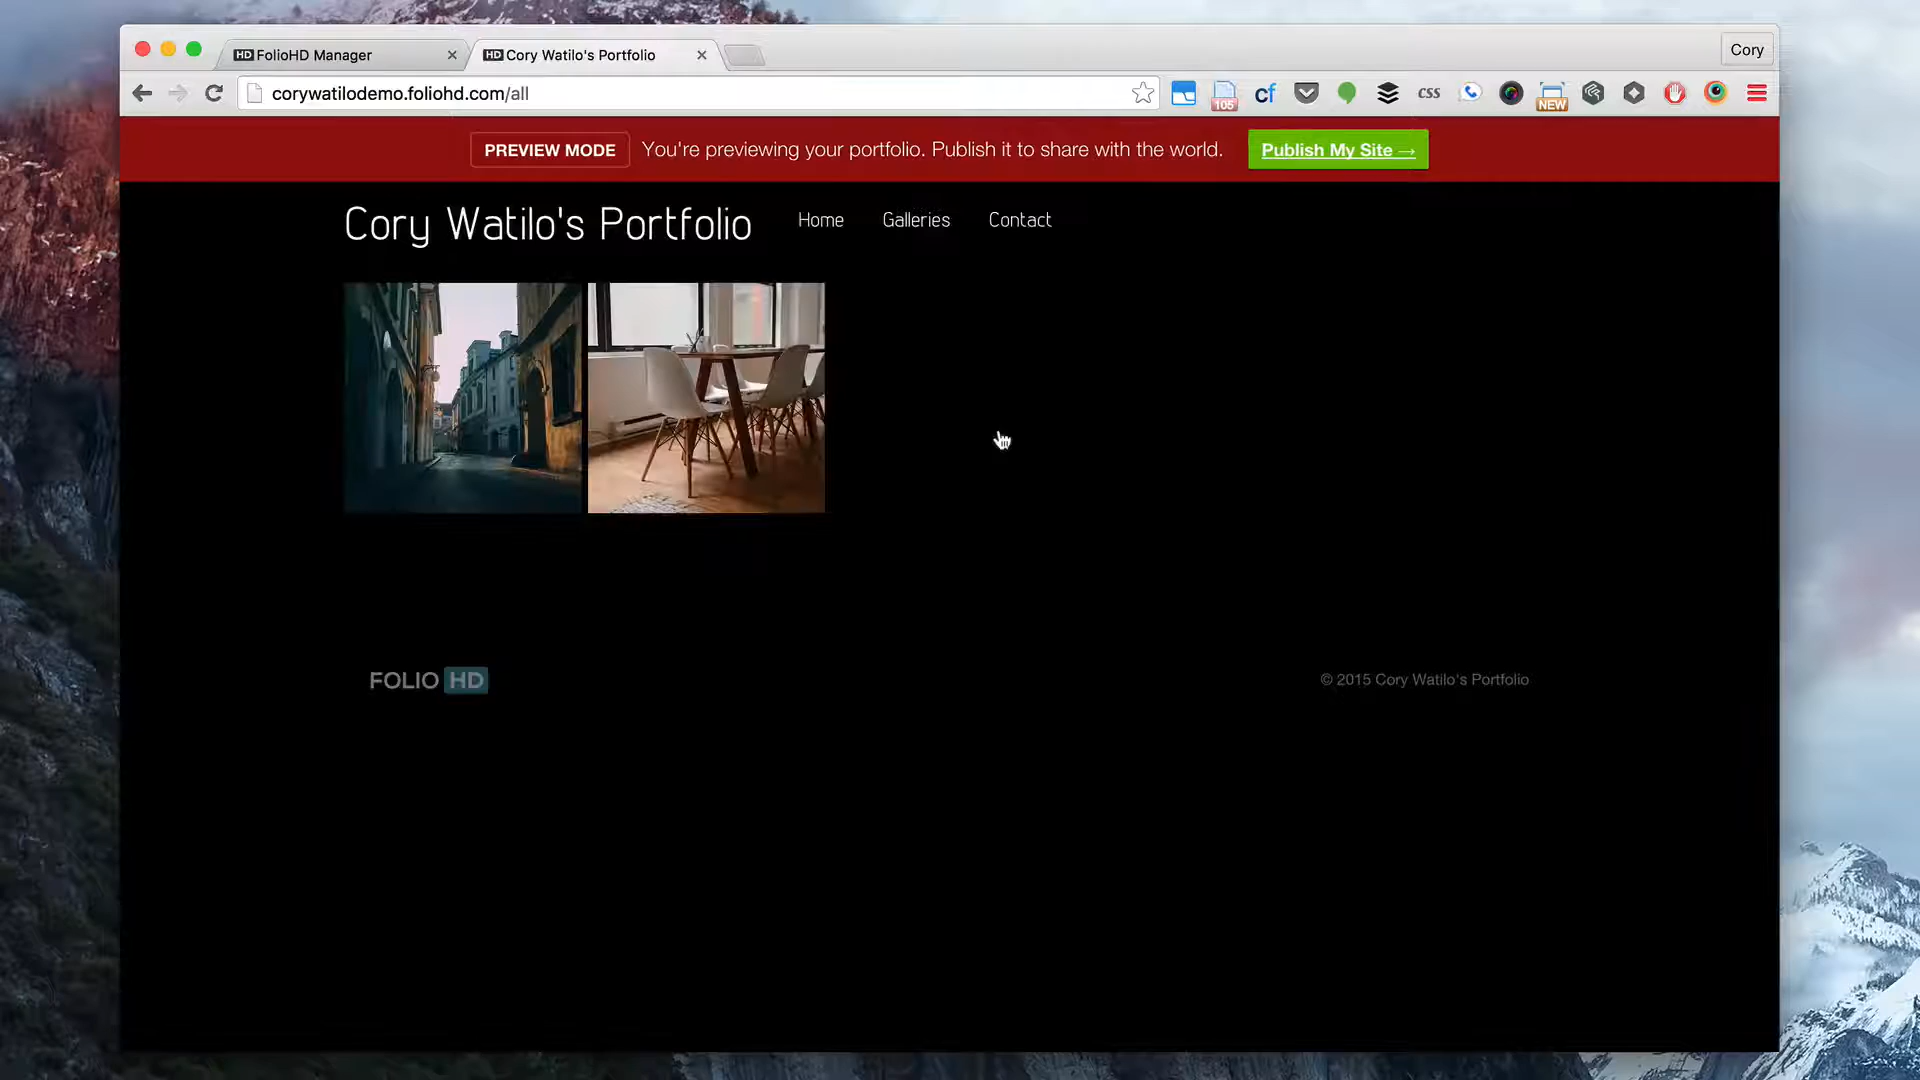 HD FolioHD Manager
HD Cory Watilo's Portfolio
Cory
corywatilodemo.foliohd.com/all
105
cf
css
NEW
PREVIEW MODE You're previewing your portfolio. Publish it to share with the world. Publish My Site →
Cory Watilo's Portfolio Home Galleries Contact
FOLIO HD
© 2015 Cory Watilo's Portfolio